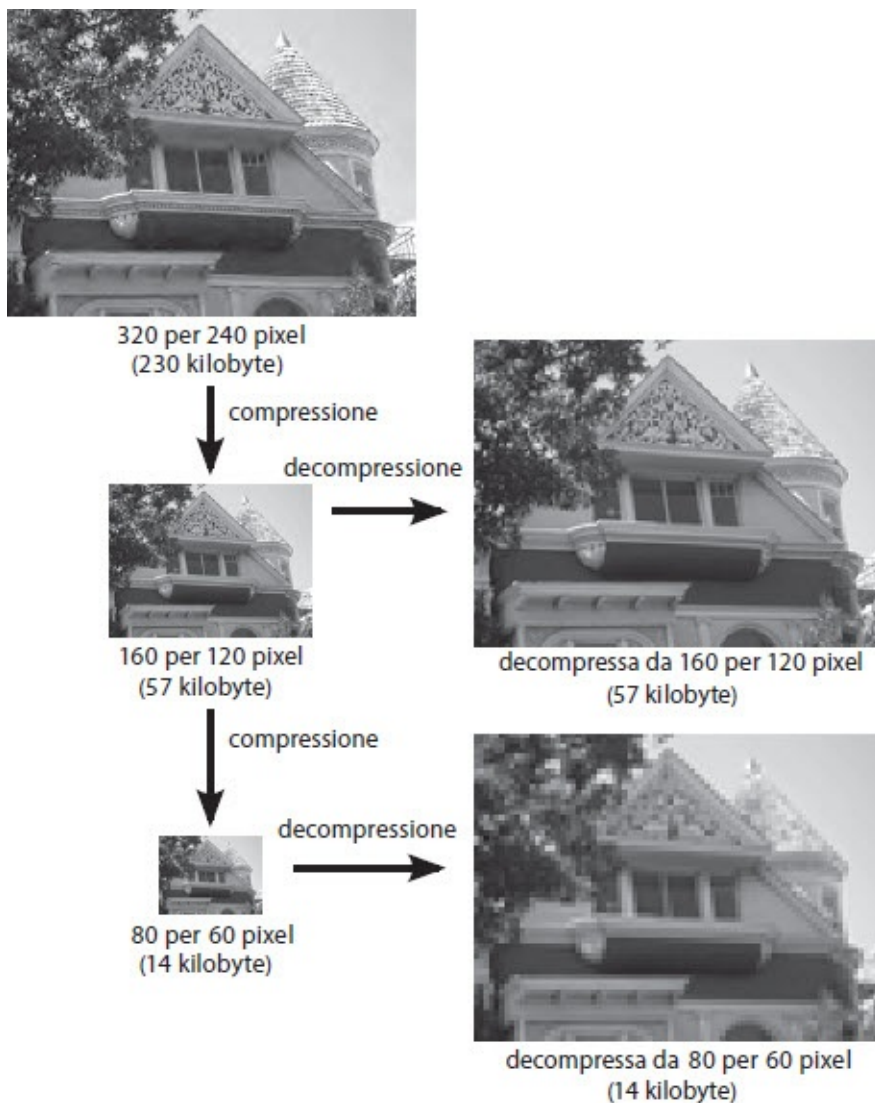 320 per 240 pixel
(230 kilobyte)
compressione
decompressione
160 per 120 pixel
(57 kilobyte)
decompressa da 160 per 120 pixel
(57 kilobyte)
compressione
decompressione
80 per 60 pixel
(14 kilobyte)
decompressa da 80 per 60 pixel
(14 kilobyte)